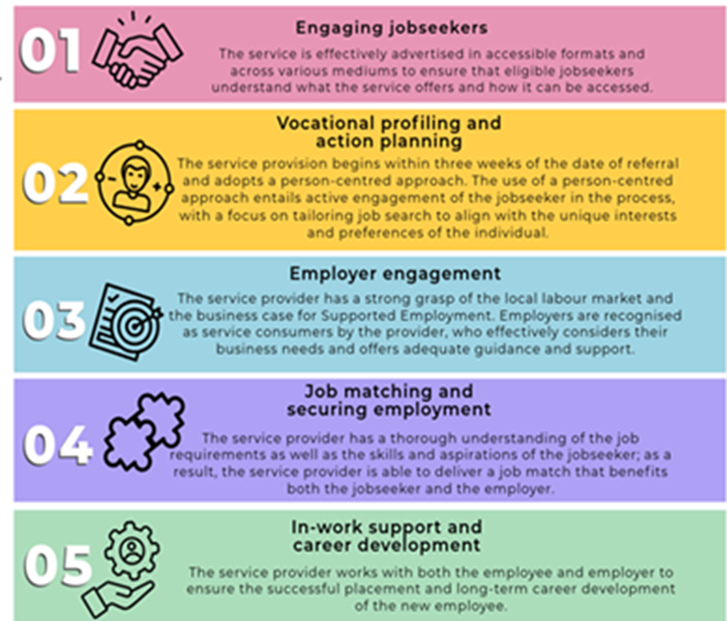 01
Engaging jobseekers
The service is effectively advertised in accessible formats and
across various mediums to ensure that eligible jobseekers
understand what the service offers and how it can be accessed.
02
Vocational profiling and
action planning
The service provision begins within three weeks of the date of referral
and adopts a person-centred approach. The use of a person-centred
approach entails active engagement of the jobseeker in the process,
with a focus on tailoring job search to align with the unique interests
and preferences of the individual.
03
Employer engagement
The service provider has a strong grasp of the local labour market and
the business case for Supported Employment. Employers are recognised
as service consumers by the provider, who effectively considers their
business needs and offers adequate guidance and support.
04
Job matching and
securing employment
The service provider has a thorough understanding of the job
requirements as well as the skills and aspirations of the jobseeker; as a
result, the service provider is able to deliver a job match that benefits
both the jobseeker and the employer.
05
In-work support and
career development
The service provider works with both the employee and employer to
ensure the successful placement and long-term career development
of the new employee.